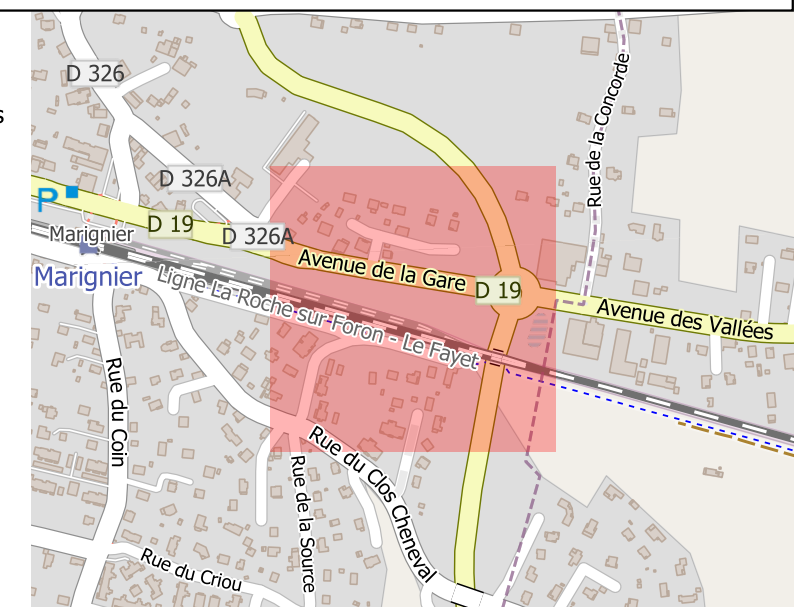 D 326
s
Rue de la Concorde
D 326A
P
D 19
D 326A
Marignier
Marignier
Avenue de la Gare
D 19
Ligne La Roche sur-Foron - Le Fayet
Avenue des Vallées
Rue du Coin
Rue du Clos Cheneval
Rue de la Source
Rue du Criou